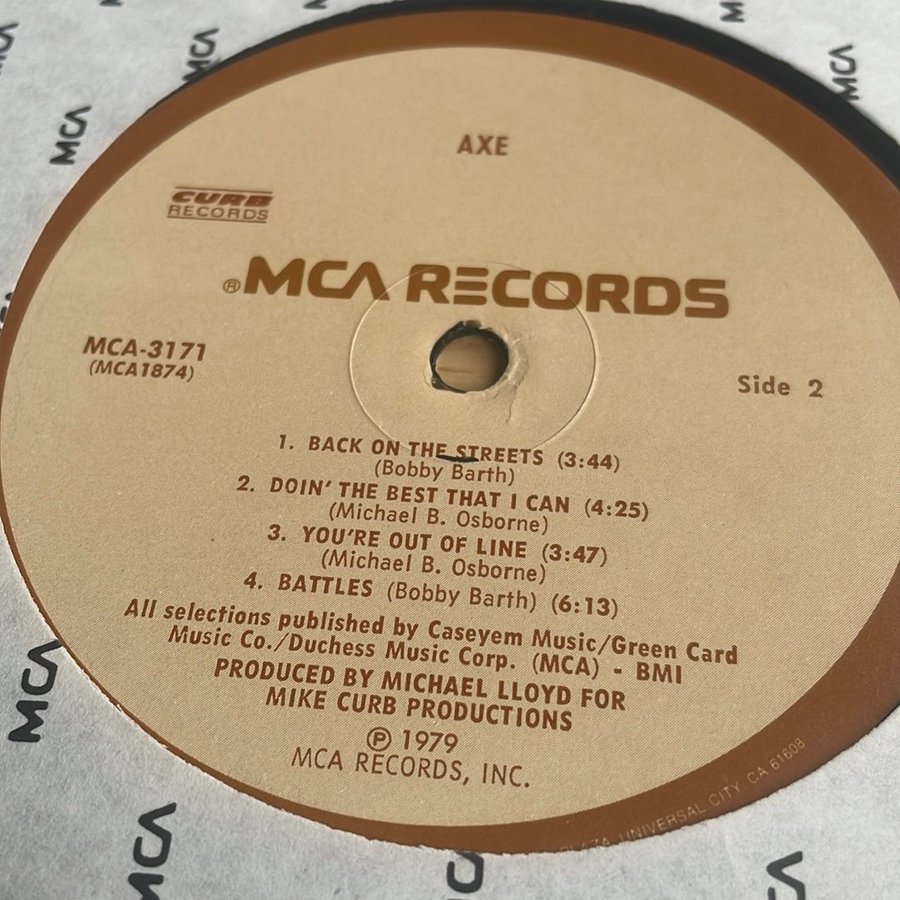 AXE
CURB
RECORDS
®MCA RECORDS
MCA-3171
(MCA1874)
Side 2
1. BACK ON THE STREETS (3:44)
(Bobby Barth)
2. DOIN' THE BEST THAT I CAN (4:25)
(Michael B. Osborne)
3. YOU'RE OUT OF LINE (3:47)
(Michael B. Osborne)
4. BATTLES (Bobby Barth) (6:13)
All selections published by Caseyem Music/Green Card
Music Co./Duchess Music Corp. (MCA) - BMI
PRODUCED BY MICHAEL LLOYD FOR
MIKE CURB PRODUCTIONS
℗ 1979
MCA RECORDS, INC.
PLAZA, UNIVERSAL CITY, CA 61608
MCA
MCA
MCA
MCA
MCA
MCA